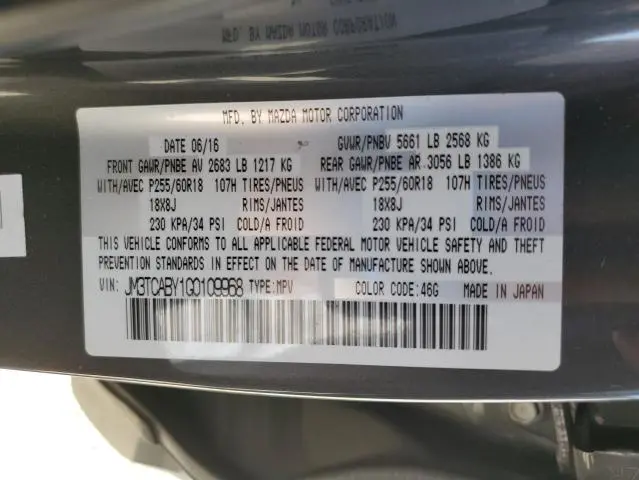 MFD. BY MAZDA MOTOR CORPORATION
DATE 06/16 GVWR/PNBV 5661 LB 2568 KG
FRONT GAWR/PNBE AV 2683 LB 1217 KG REAR GAWR/PNBE AR 3056 LB 1386 KG
WITH/AVEC P255/60R18 107H TIRES/PNEUS WITH/AVEC P255/60R18 107H TIRES/PNEUS
18X8J RIMS/JANTES 18X8J RIMS/JANTES
230 KPA/34 PSI COLD/A FROID 230 KPA/34 PSI COLD/A FROID
THIS VEHICLE CONFORMS TO ALL APPLICABLE FEDERAL MOTOR VEHICLE SAFETY AND THEFT
PREVENTION STANDARDS IN EFFECT ON THE DATE OF MANUFACTURE SHOWN ABOVE.
VIN: JM3TCABY1G0109968 TYPE:MPV COLOR CODE:46G MADE IN JAPAN